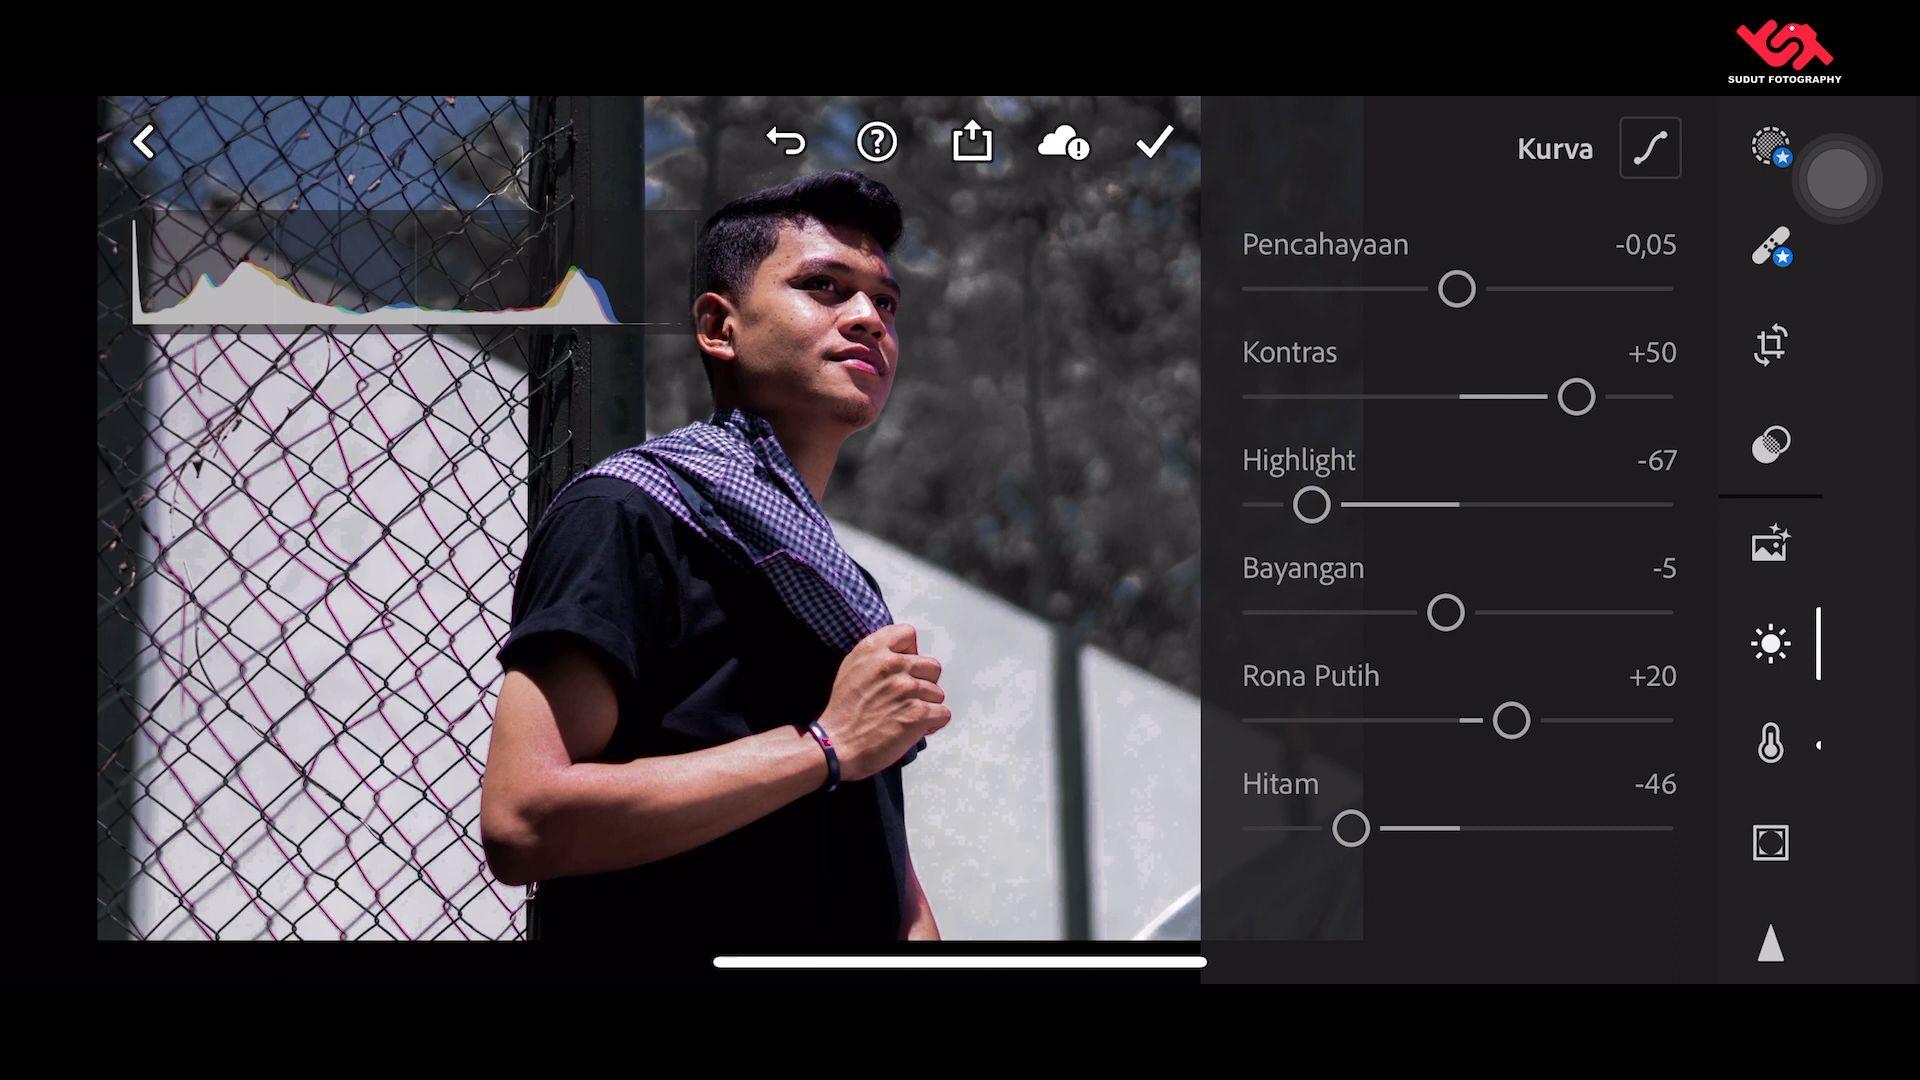 SUDUT FOTOGRAPHY
Kurva
Pencahayaan -0,05
Kontras +50
Highlight -67
Bayangan -5
Rona Putih +20
Hitam -46